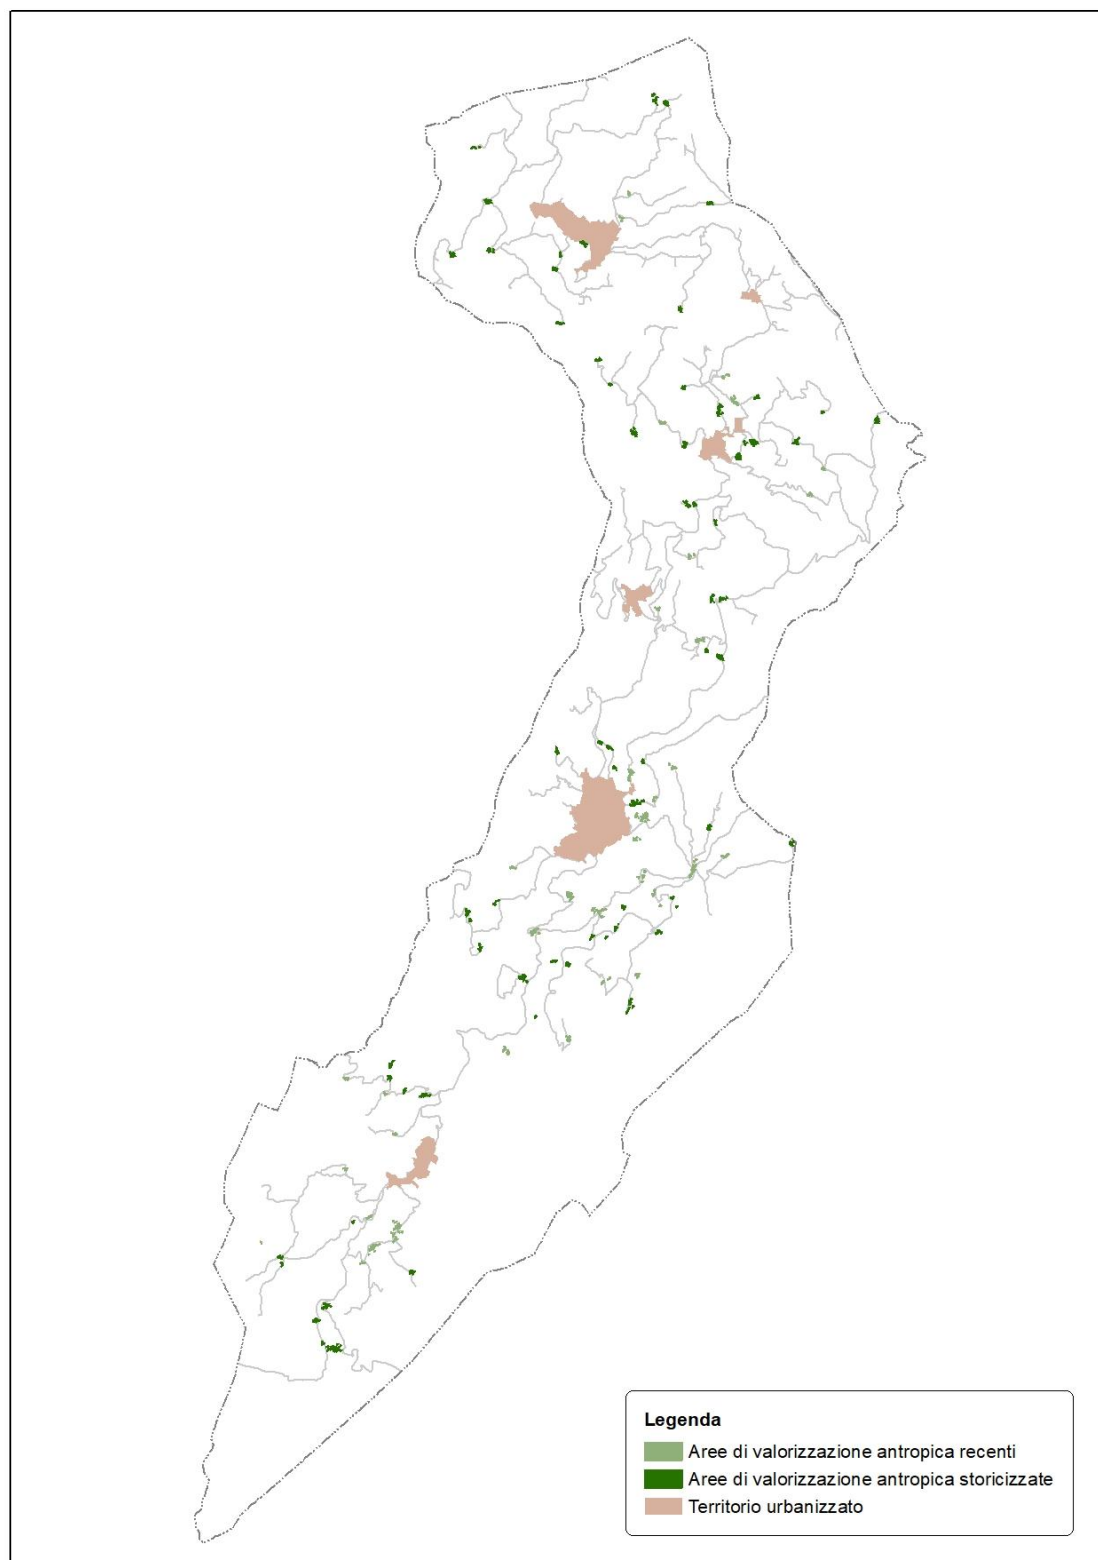 Legenda
Aree di valorizzazione antropica recenti
Aree di valorizzazione antropica storicizzate
Territorio urbanizzato